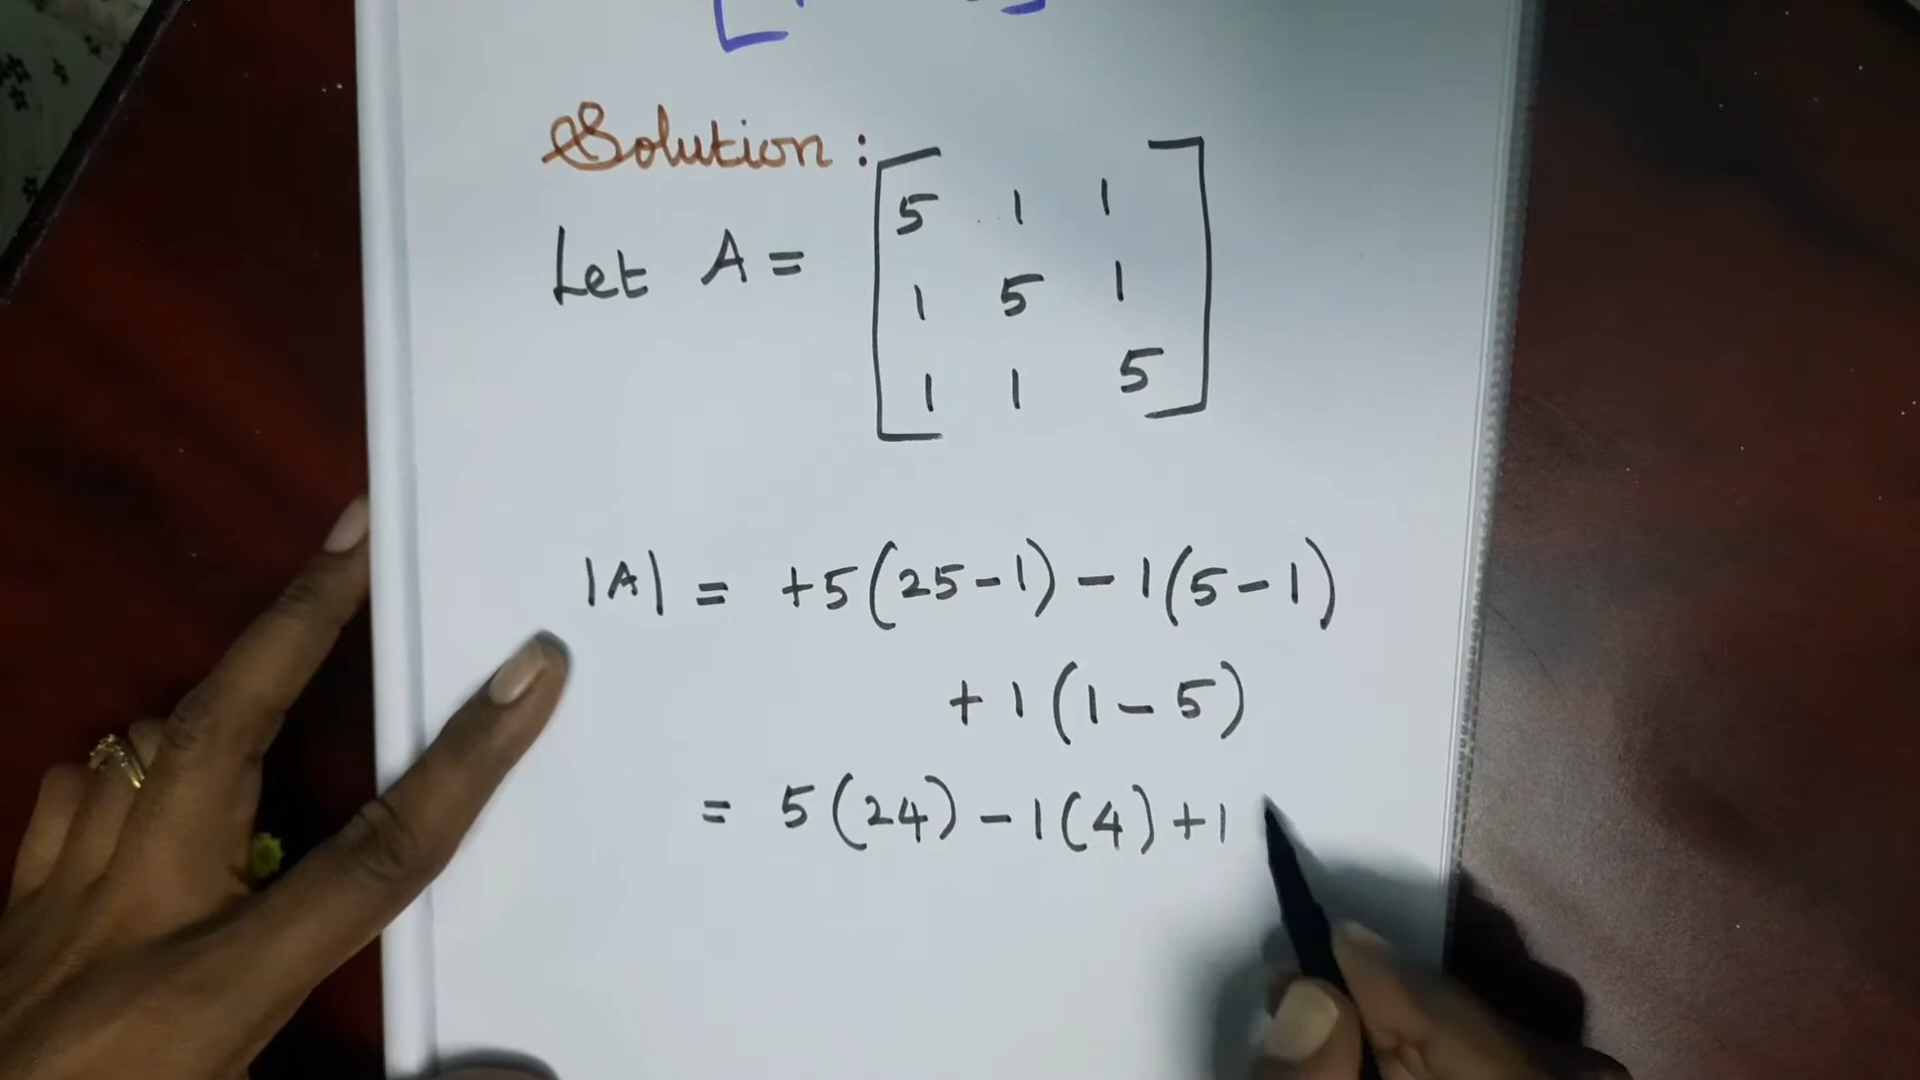 Solution:
Let A = [5 1 1
1 5 1
1 1 5]
|A| = +5(25-1) - 1(5-1)
+ 1(1-5)
= 5(24) - 1(4) + 1